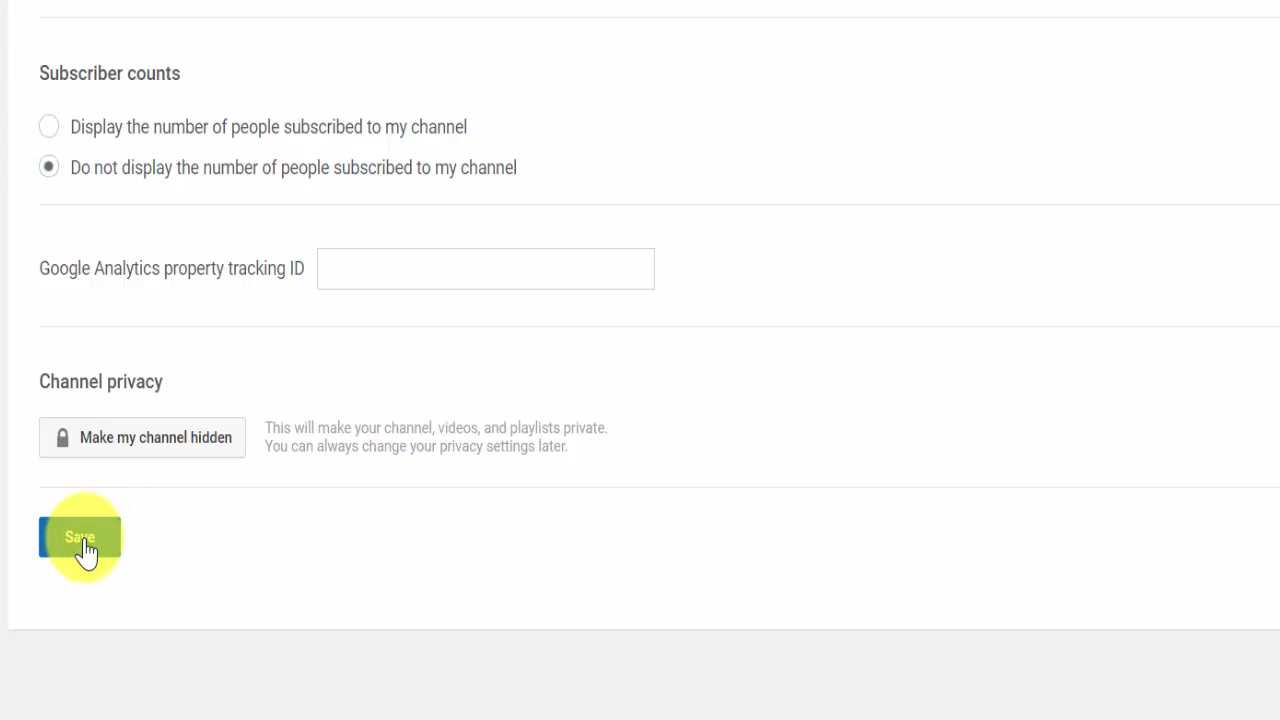 Subscriber counts
Display the number of people subscribed to my channel
Do not display the number of people subscribed to my channel
Google Analytics property tracking ID
Channel privacy
Make my channel hidden
This will make your channel, videos, and playlists private.
You can always change your privacy settings later.
Save